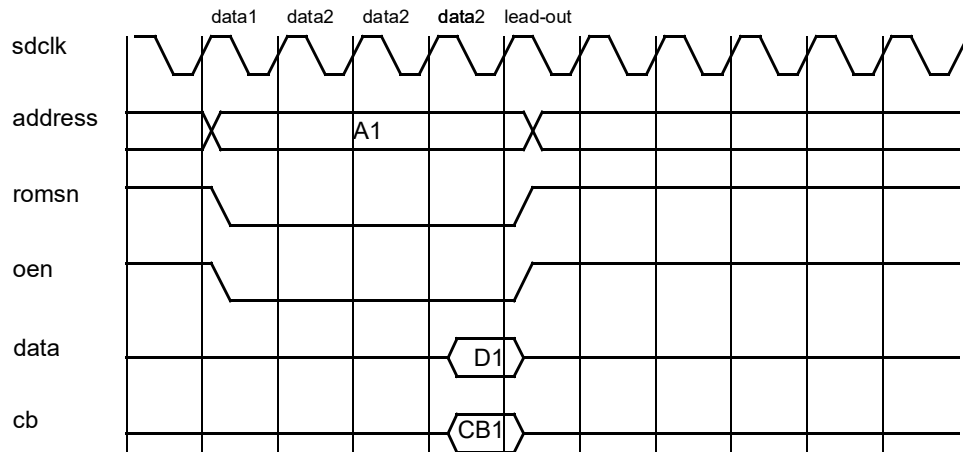 data1 data2 data2 data2 lead-out
sdclk
address
A1
romsn
oen
data
D1
cb
CB1